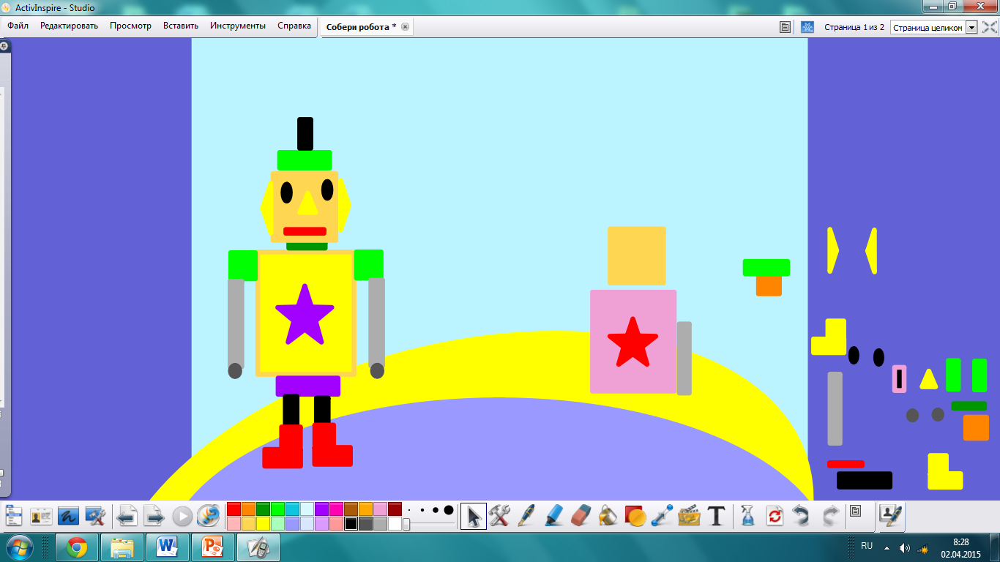 ActivInspire - Studio
Файл Редактировать Просмотр Вставить Инструменты Справка
Собери робота *
Страница 1 из 2
Страница целиком
T
W
P
RU
8:28
02.04.2015